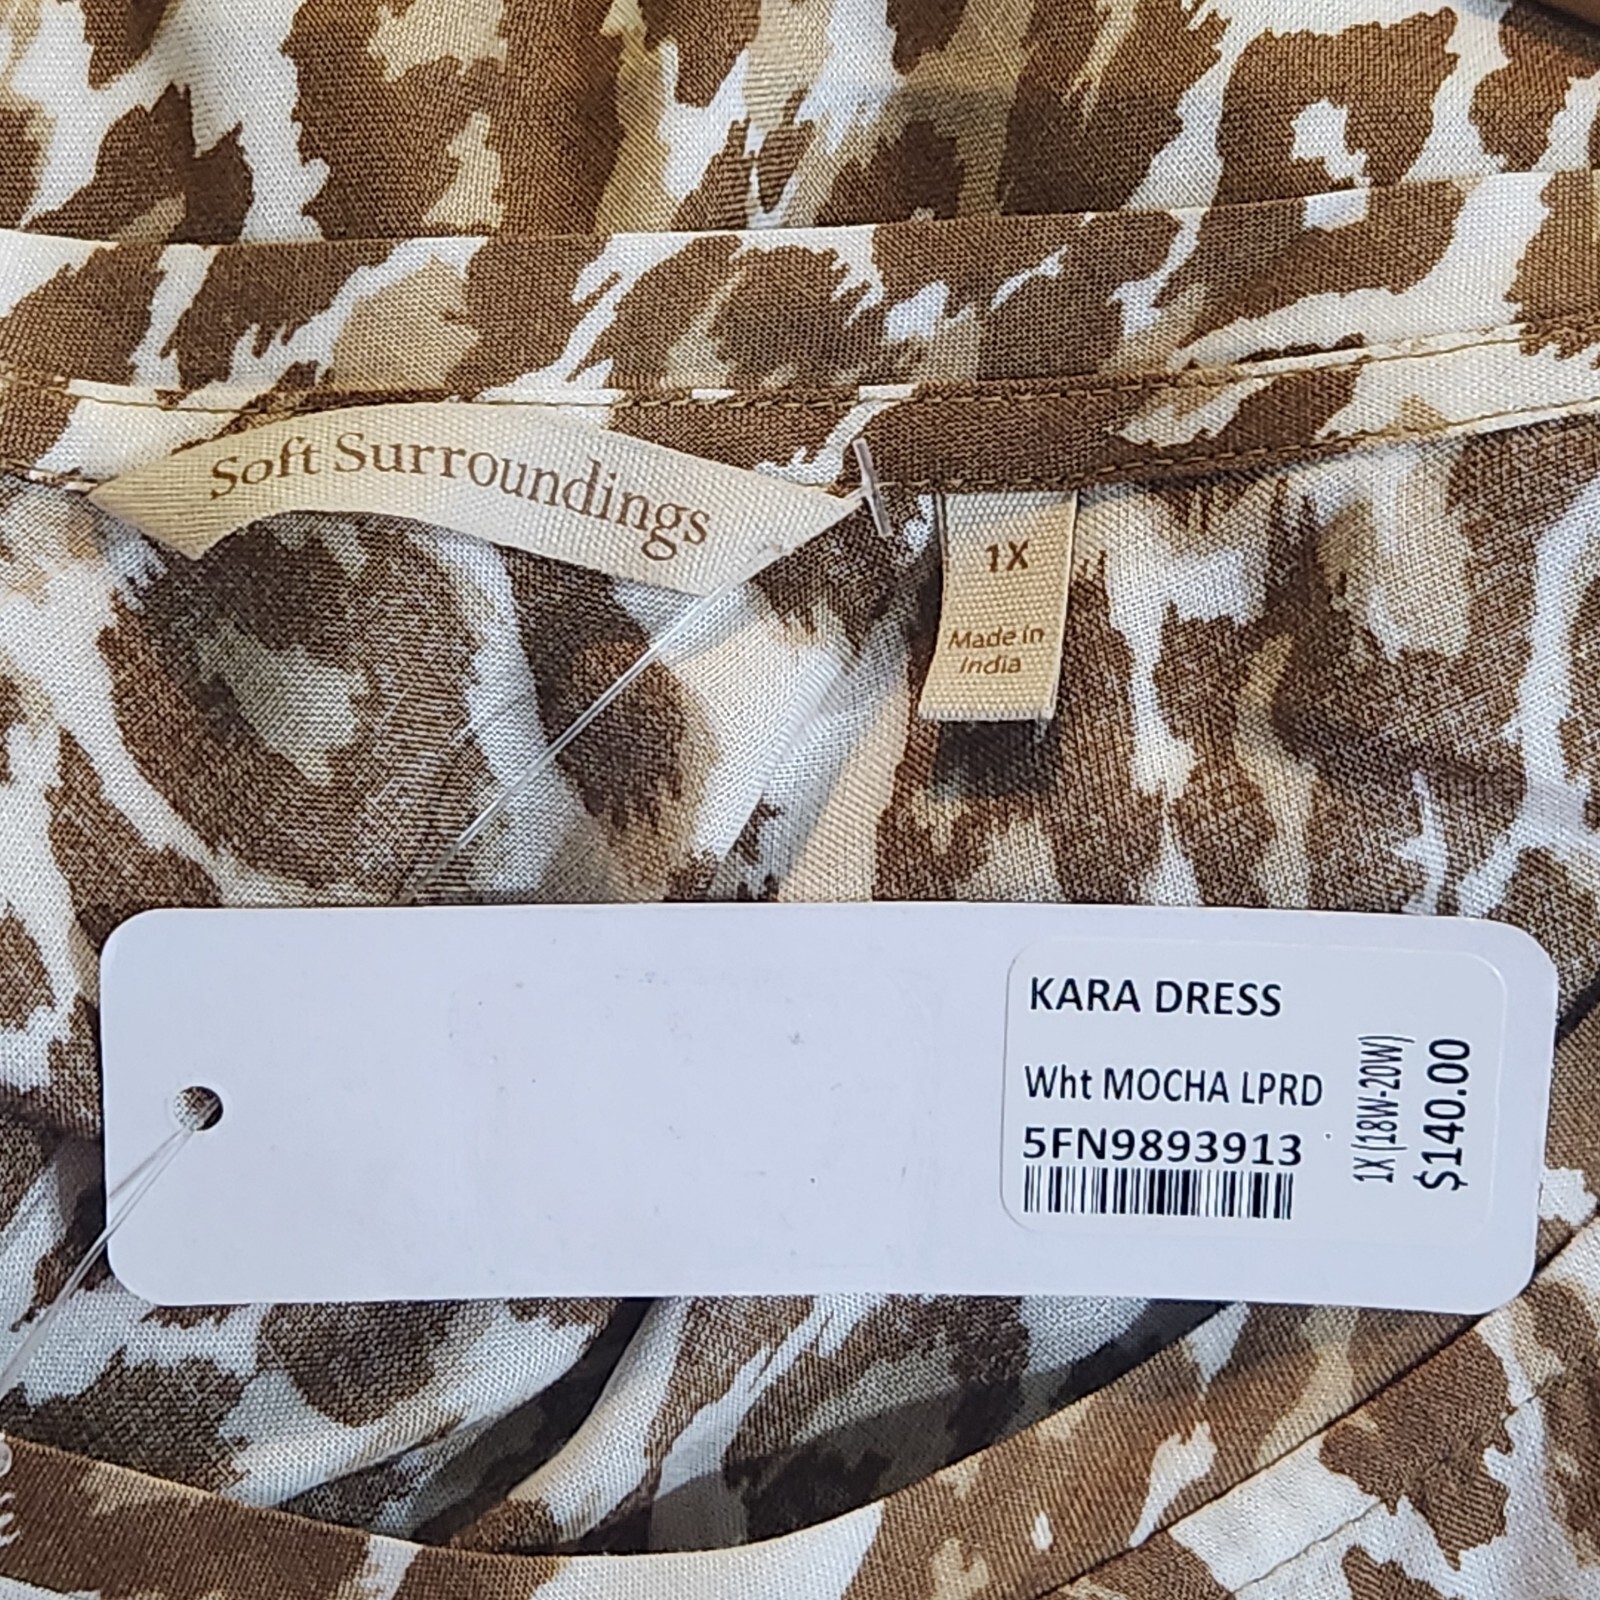 Soft Surroundings
1X
Made in
India
KARA DRESS
Wht MOCHA LPRD
5FN9893913
1X (18W-20W)
$140.00